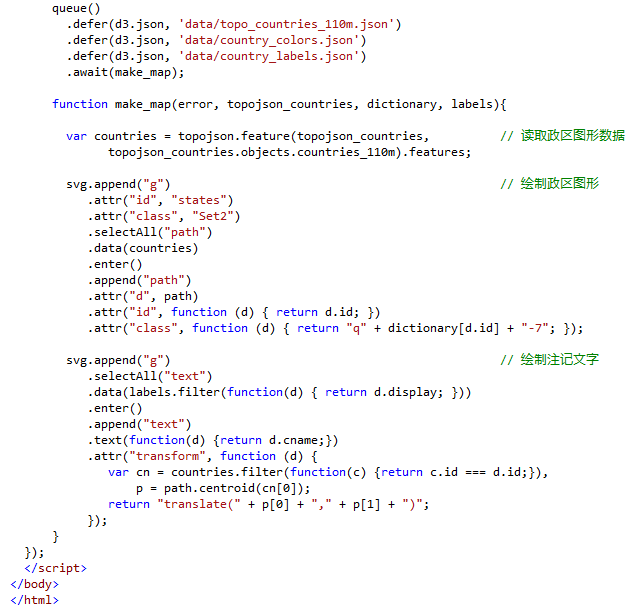 queue()
.defer(d3.json, 'data/topo_countries_110m.json')
.defer(d3.json, 'data/country_colors.json')
.defer(d3.json, 'data/country_labels.json')
.await(make_map);
function make_map(error, topojson_countries, dictionary, labels){
var countries = topojson.feature(topojson_countries, // 读取政区图形数据
topojson_countries.objects.countries_110m).features;
svg.append("g") // 绘制政区图形
.attr("id", "states")
.attr("class", "Set2")
.selectAll("path")
.data(countries)
.enter()
.append("path")
.attr("d", path)
.attr("id", function (d) { return d.id; })
.attr("class", function (d) { return "q" + dictionary[d.id] + "-7"; });
svg.append("g") // 绘制注记文字
.selectAll("text")
.data(labels.filter(function(d) { return d.display; }))
.enter()
.append("text")
.text(function(d) {return d.cname;})
.attr("transform", function (d) {
var cn = countries.filter(function(c) {return c.id === d.id;}),
p = path.centroid(cn[0]);
return "translate(" + p[0] + "," + p[1] + ")";
});
}
});
</script>
</body>
</html>